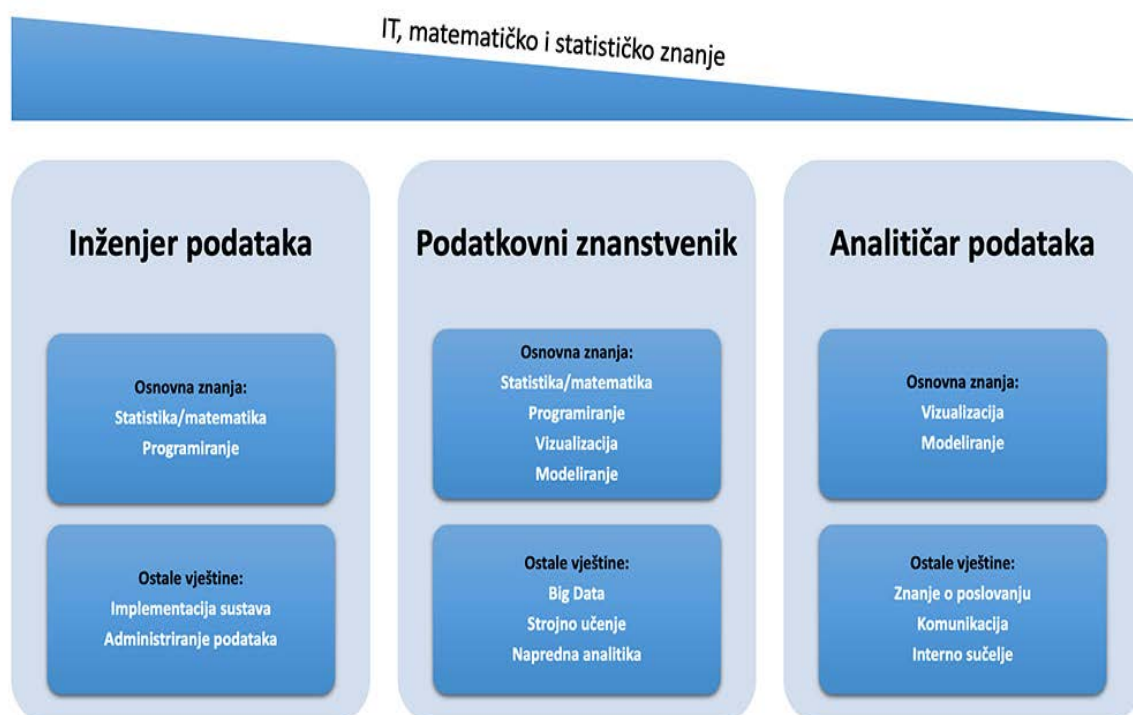 IT, matematičko i statističko znanje
Inženjer podataka
Osnovna znanja:
Statistika/matematika
Programiranje
Ostale vještine:
Implementacija sustava
Administriranje podataka
Podatkovni znanstvenik
Osnovna znanja:
Statistika/matematika
Programiranje
Vizualizacija
Modeliranje
Ostale vještine:
Big Data
Strojno učenje
Napredna analitika
Analitičar podataka
Osnovna znanja:
Vizualizacija
Modeliranje
Ostale vještine:
Znanje o poslovanju
Komunikacija
Interno sučelje